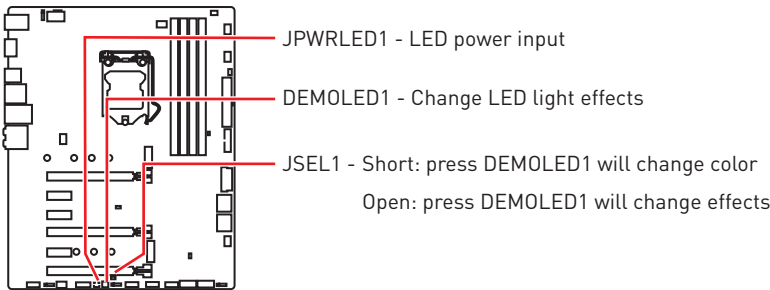 JPWRLED1 - LED power input
DEMOLED1 - Change LED light effects
JSEL1 - Short: press DEMOLED1 will change color
Open: press DEMOLED1 will change effects